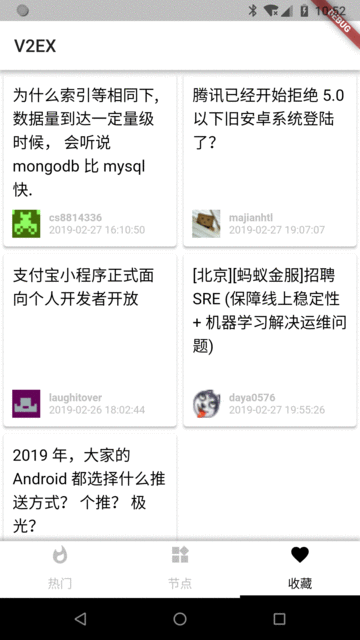 10:52
DEBUG
V2EX
为什么索引等相同下,
数据量到达一定量级
时候， 会听说
mongodb 比 mysql
快.
cs8814336
2019-02-27 16:10:50
腾讯已经开始拒绝 5.0
以下旧安卓系统登陆
了?
majianhtl
2019-02-27 19:07:07
支付宝小程序正式面
向个人开发者开放
laughitover
2019-02-26 18:02:44
[北京][蚂蚁金服]招聘
SRE (保障线上稳定性
+ 机器学习解决运维问
题)
daya0576
2019-02-27 19:55:26
2019 年，大家的
Android 都选择什么推
送方式? 个推? 极
光?
热门
节点
收藏